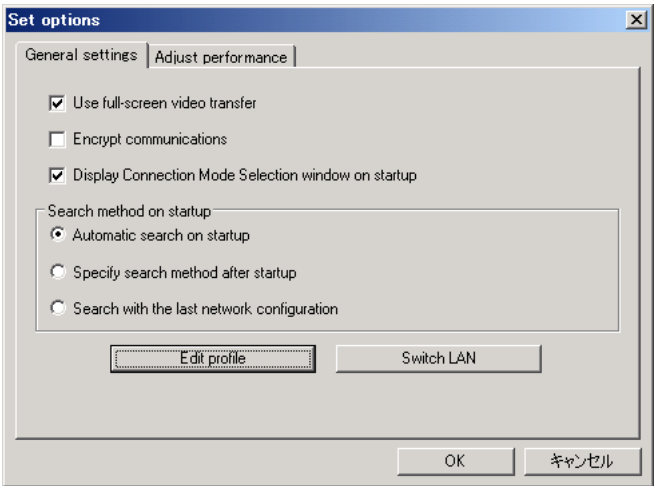 Set options
General settings
Adjust performance
Use full-screen video transfer
Encrypt communications
Display Connection Mode Selection window on startup
Search method on startup
Automatic search on startup
Specify search method after startup
Search with the last network configuration
Edit profile
Switch LAN
OK
キャンセル